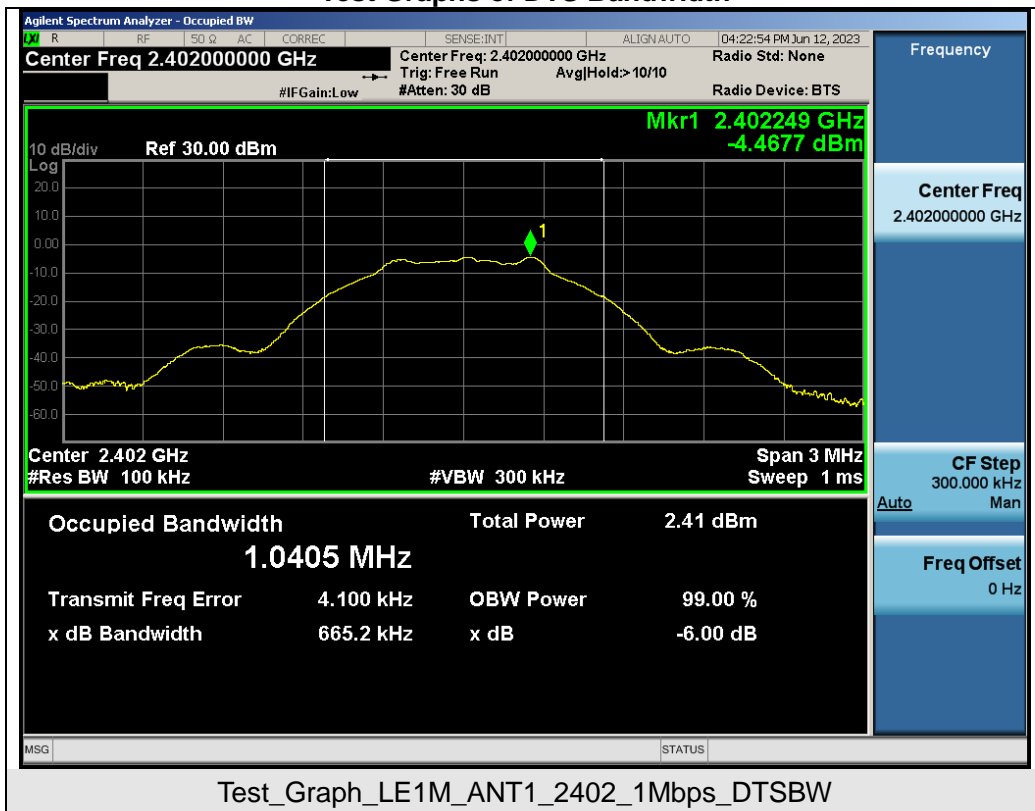 Test Graphs of DTS Bandwidth
Agilent Spectrum Analyzer - Occupied BW
LXI R RF 50 Ω AC CORREC SENSE:INT ALIGN AUTO 04:22:54 PM Jun 12, 2023
Center Freq 2.402000000 GHz
Center Freq: 2.402000000 GHz Radio Std: None
Trig: Free Run Avg|Hold:>10/10
#IFGain:Low #Atten: 30 dB Radio Device: BTS
Frequency
Mkr1 2.402249 GHz
-4.4677 dBm
10 dB/div Ref 30.00 dBm
Log
20.0
10.0
0.00
-10.0
-20.0
-30.0
-40.0
-50.0
-60.0
1
Center 2.402 GHz Span 3 MHz
#Res BW 100 kHz #VBW 300 kHz Sweep 1 ms
Center Freq
2.402000000 GHz
CF Step
300.000 kHz
Auto Man
Freq Offset
0 Hz
Occupied Bandwidth Total Power 2.41 dBm
1.0405 MHz
Transmit Freq Error 4.100 kHz OBW Power 99.00 %
x dB Bandwidth 665.2 kHz x dB -6.00 dB
MSG STATUS
Test_Graph_LE1M_ANT1_2402_1Mbps_DTSBW